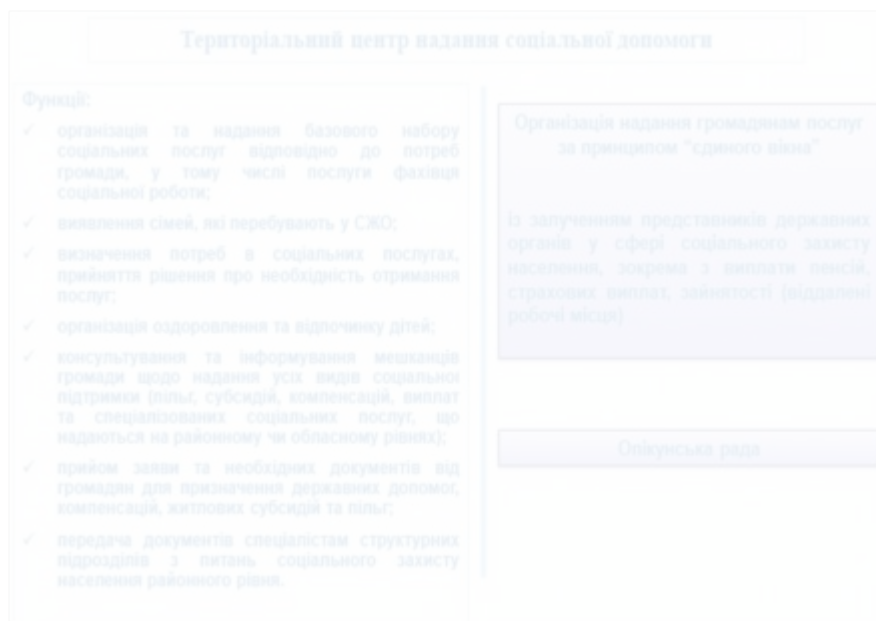 Територіальний центр надання соціальної допомоги
Функції:
✓ організація та надання базового набору
соціальних послуг відповідно до потреб
громади, у тому числі послуги фахівця
соціальної роботи;
✓ виявлення сімей, які перебувають у СЖО;
✓ визначення потреб в соціальних послугах,
прийняття рішення про необхідність отримання
послуг;
✓ організація оздоровлення та відпочинку дітей;
✓ консультування та інформування мешканців
громади щодо надання усіх видів соціальної
підтримки (пільг, субсидій, компенсацій, виплат
та спеціалізованих соціальних послуг, що
надаються на районному чи обласному рівнях);
✓ прийом заяви та необхідних документів від
громадян для призначення державних допомог,
компенсацій, житлових субсидій та пільг;
✓ передача документів спеціалістам структурних
підрозділів з питань соціального захисту
населення районного рівня.
Організація надання громадянам послуг
за принципом "єдиного вікна"
із залученням представників державних
органів у сфері соціального захисту
населення, зокрема з виплати пенсій,
страхових виплат, зайнятості (віддалені
робочі місця)
Опікунська рада